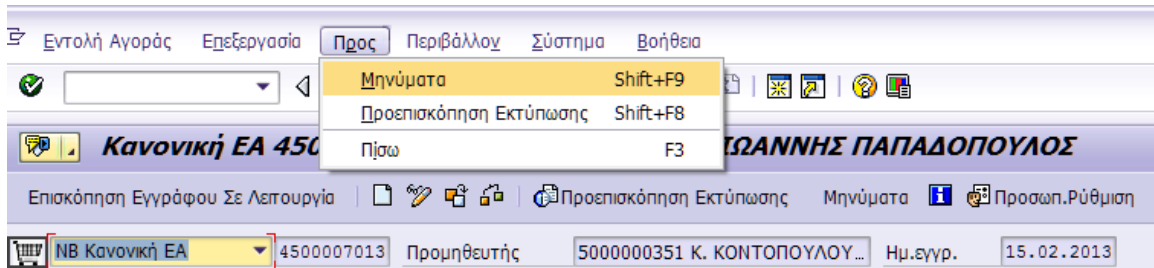 Εντολή Αγοράς Επεξεργασία Προς Περιβάλλον Σύστημα Βοήθεια
Μηνύματα Shift+F9
Προεπισκόπηση Εκτύπωσης Shift+F8
Πίσω F3
Κανονική ΕΑ 450 ΙΩΑΝΝΗΣ ΠΑΠΑΔΟΠΟΥΛΟΣ
Επισκόπηση Εγγράφου Σε Λειτουργία Προεπισκόπηση Εκτύπωσης Μηνύματα Προσωπ.Ρύθμιση
NB Κανονική ΕΑ 4500007013 Προμηθευτής 5000000351 Κ. ΚΟΝΤΟΠΟΥΛΟΥ... Ημ.εγγρ. 15.02.2013